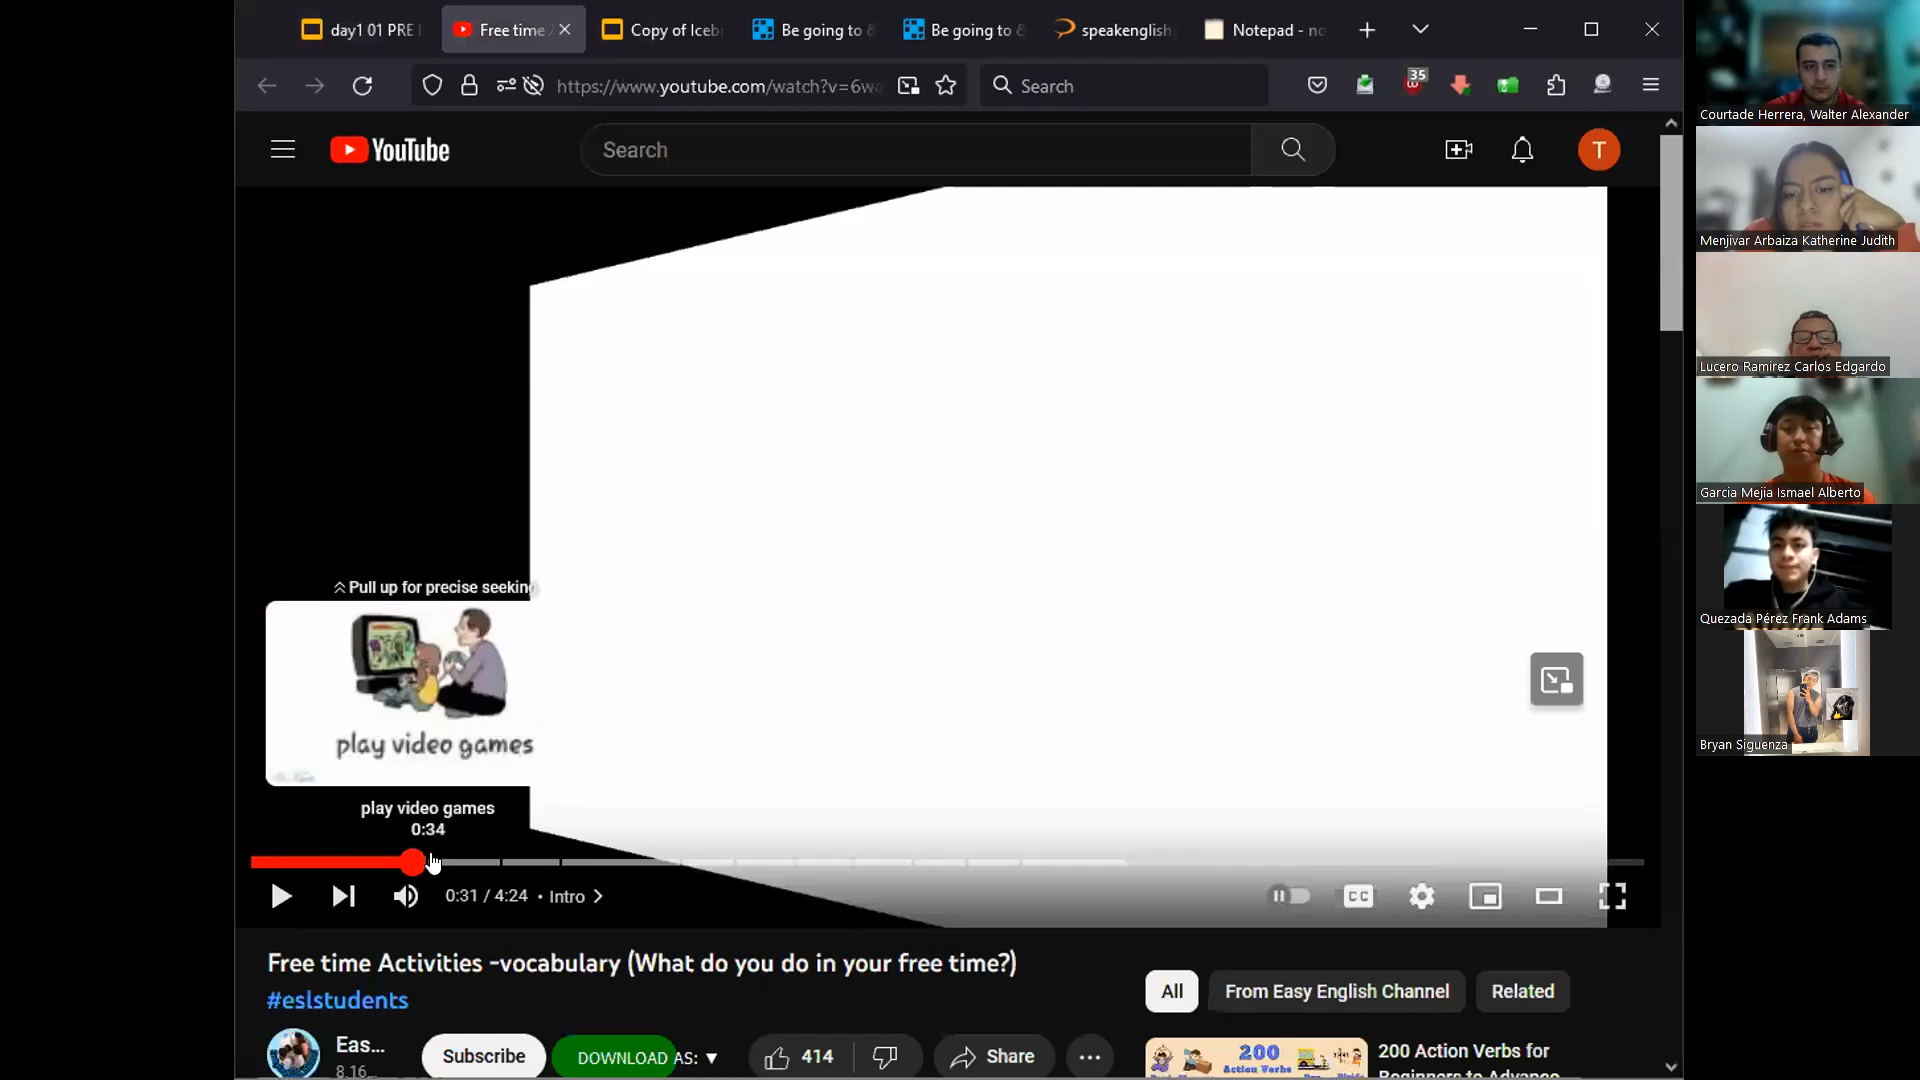 day1 01 PRE
Free time
Copy of Iceb
Be going to &
Be going to &
speakenglish
Notepad - no
https://www.youtube.com/watch?v=6w
Search
35
YouTube
Search
T
Pull up for precise seeking
play video games
play video games
0:34
0:31 / 4:24 • Intro
CC
Free time Activities -vocabulary (What do you do in your free time?)
#eslstudents
Eas...
8.16
Subscribe
DOWNLOAD AS: ▼
414
Share
All
From Easy English Channel
Related
200
Action Verbs
200 Action Verbs for
Beginners to Advance
Courtade Herrera, Walter Alexander
Menjivar Arbaiza Katherine Judith
Lucero Ramirez Carlos Edgardo
Garcia Mejia Ismael Alberto
Quezada Pérez Frank Adams
Bryan Siguenza